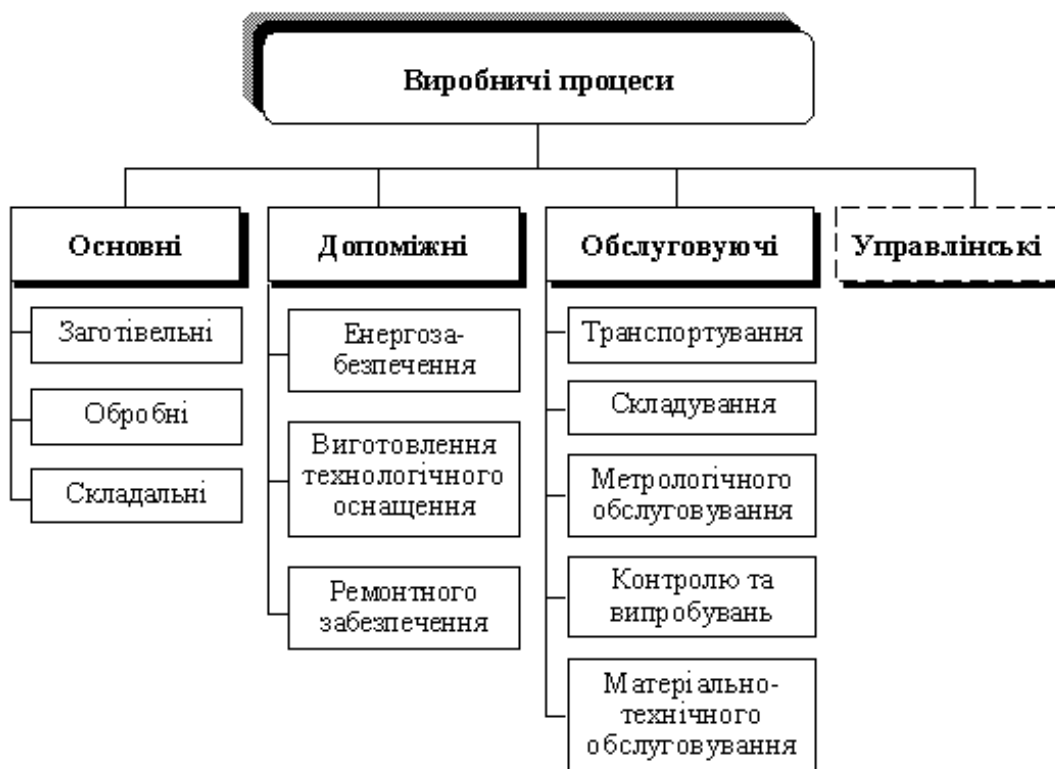 Виробничі процеси
Основні
Допоміжні
Обслуговуючі
Управлінські
Заготівельні
Обробні
Складальні
Енергоза-
безпечення
Виготовлення
технологічного
оснащення
Ремонтного
забезпечення
Транспортування
Складування
Метрологічного
обслуговування
Контролю та
випробувань
Матеріально-
технічного
обслуговування